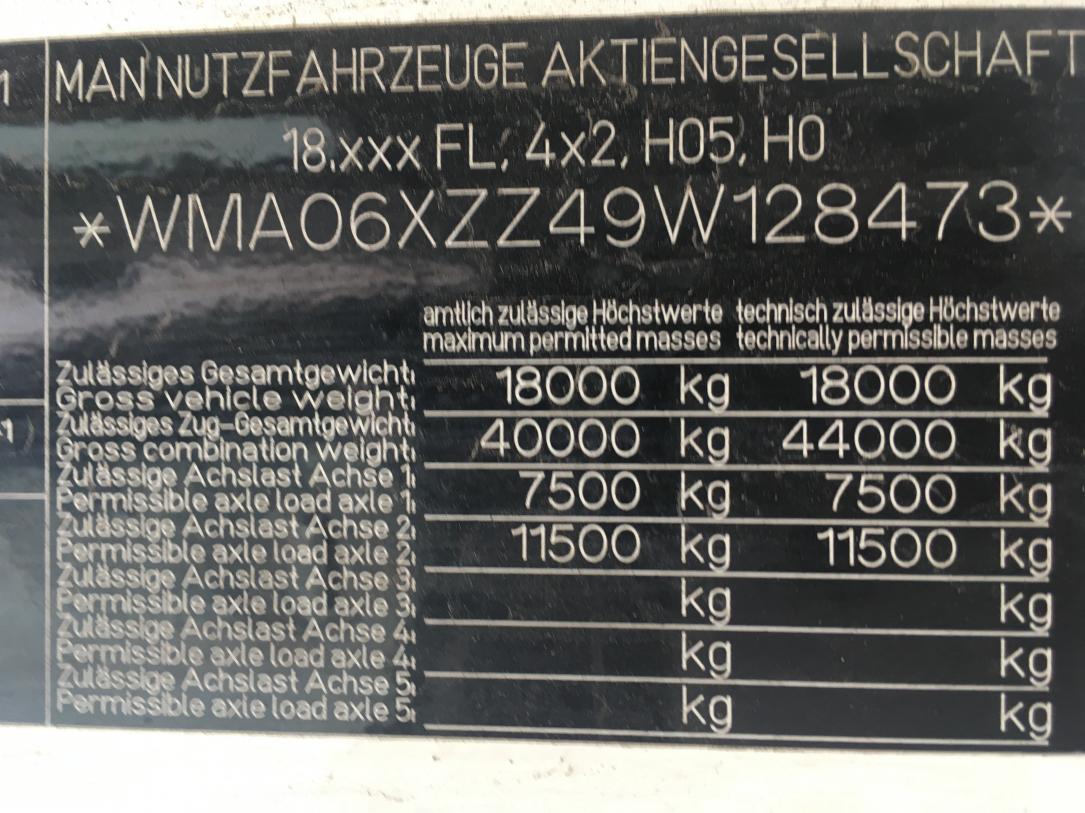 1
MAN NUTZFAHRZEUGE AKTIENGESELLSCHAFT
18.xxx FL, 4x2, H05, H0
*WMA06XZZ49W128473*
amtlich zulässige Höchstwerte technisch zulässige Höchstwerte
maximum permitted masses technically permissible masses
Zulässiges Gesamtgewicht:
Gross vehicle weight: 18000 kg 18000 kg
-1
Zulässiges Zug-Gesamtgewicht:
Gross combination weight: 40000 kg 44000 kg
Zulässige Achslast Achse 1:
Permissible axle load axle 1: 7500 kg 7500 kg
Zulässige Achslast Achse 2:
Permissible axle load axle 2: 11500 kg 11500 kg
Zulässige Achslast Achse 3:
Permissible axle load axle 3: kg kg
Zulässige Achslast Achse 4:
Permissible axle load axle 4: kg kg
Zulässige Achslast Achse 5:
Permissible axle load axle 5: kg kg